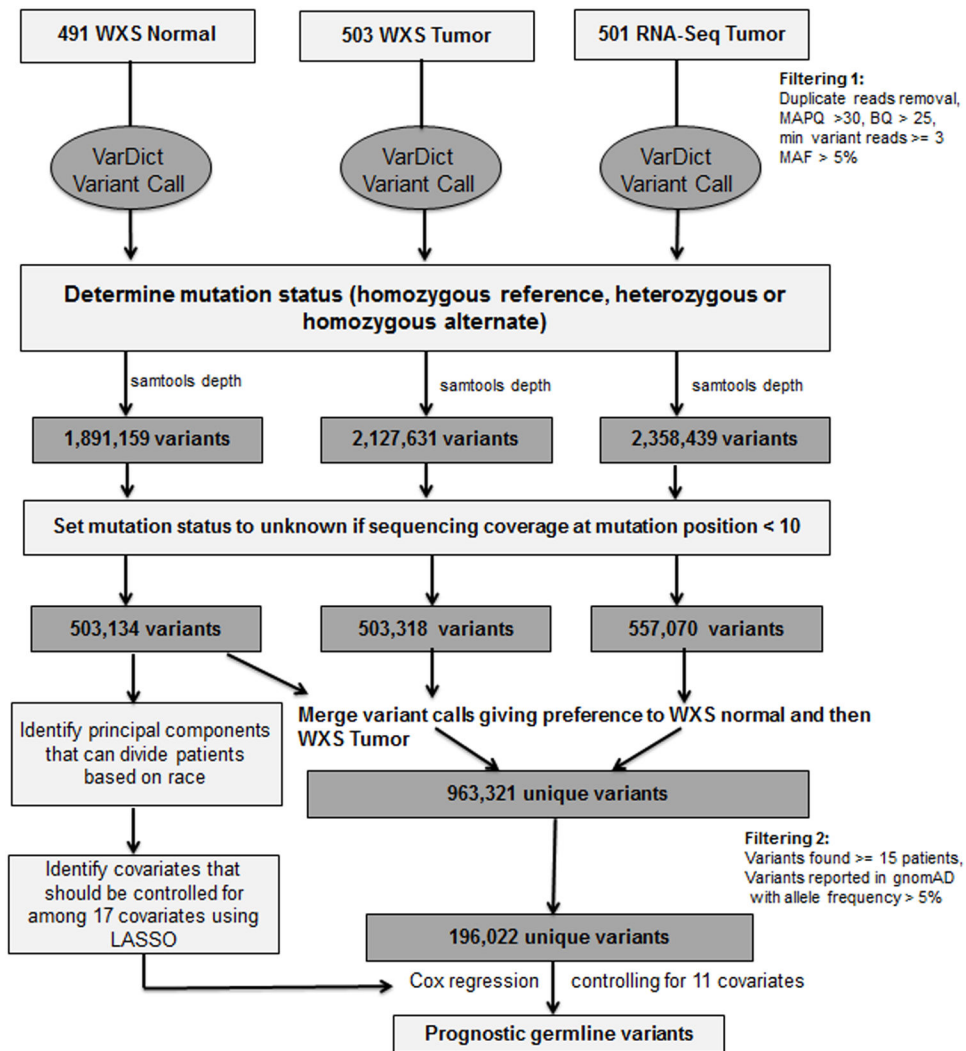 491 WXS Normal
503 WXS Tumor
501 RNA-Seq Tumor
Filtering 1:
Duplicate reads removal,
MAPQ >30, BQ > 25,
min variant reads >= 3
MAF > 5%
VarDict
Variant Call
VarDict
Variant Call
VarDict
Variant Call
Determine mutation status (homozygous reference, heterozygous or
homozygous alternate)
samtools depth
samtools depth
samtools depth
1,891,159 variants
2,127,631 variants
2,358,439 variants
Set mutation status to unknown if sequencing coverage at mutation position < 10
503,134 variants
503,318 variants
557,070 variants
Identify principal components
that can divide patients
based on race
Merge variant calls giving preference to WXS normal and then
WXS Tumor
963,321 unique variants
Filtering 2:
Variants found >= 15 patients,
Variants reported in gnomAD
with allele frequency > 5%
Identify covariates that
should be controlled for
among 17 covariates using
LASSO
196,022 unique variants
Cox regression
controlling for 11 covariates
Prognostic germline variants